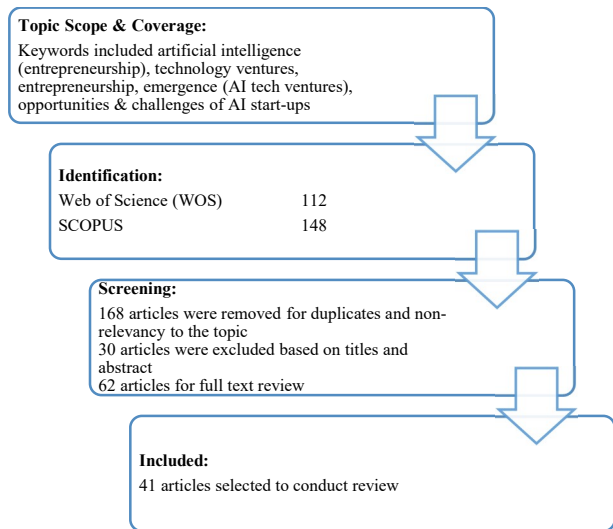 Topic Scope & Coverage:
Keywords included artificial intelligence
(entrepreneurship), technology ventures,
entrepreneurship, emergence (AI tech ventures),
opportunities & challenges of AI start-ups
Identification:
Web of Science (WOS) 112
SCOPUS 148
Screening:
168 articles were removed for duplicates and non-
relevancy to the topic
30 articles were excluded based on titles and
abstract
62 articles for full text review
Included:
41 articles selected to conduct review